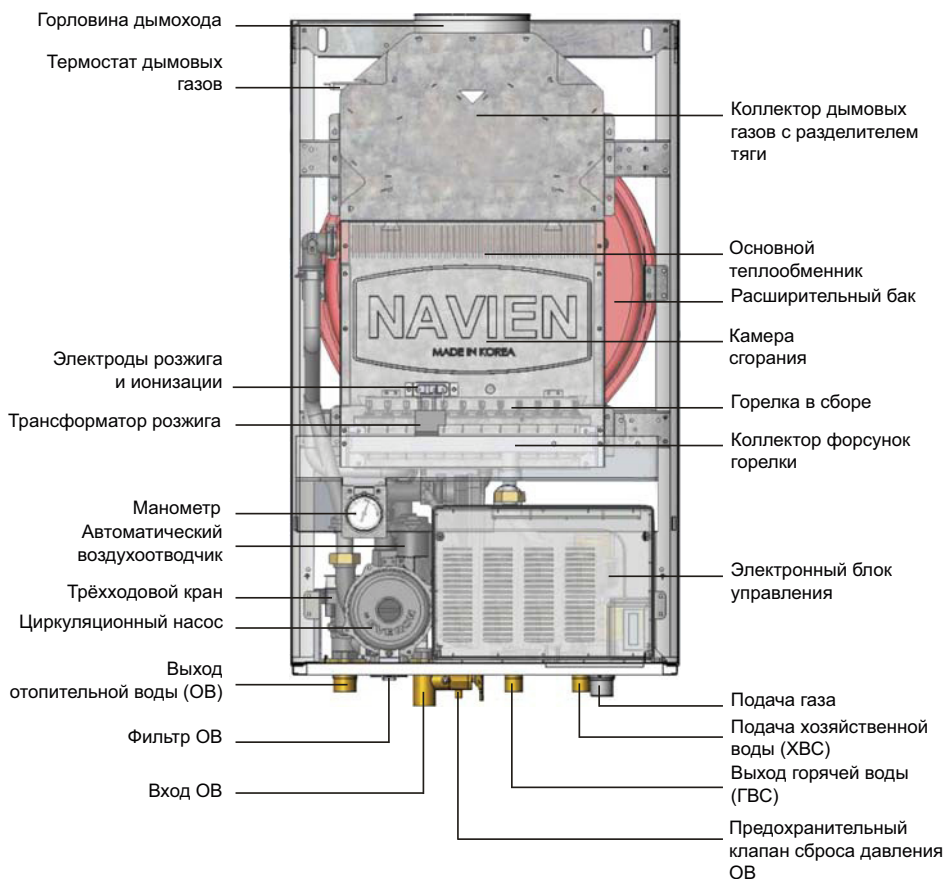 Горловина дымохода
Термостат дымовых
газов
Электроды розжига
и ионизации
Трансформатор розжига
Манометр
Автоматический
воздухоотводчик
Трёхходовой кран
Циркуляционный насос
Выход
отопительной воды (ОВ)
Фильтр ОВ
Вход ОВ
NAVIEN
MADE IN KOREA
Коллектор дымовых
газов с разделителем
тяги
Основной
теплообменник
Расширительный бак
Камера
сгорания
Горелка в сборе
Коллектор форсунок
горелки
Электронный блок
управления
Подача газа
Подача хозяйственной
воды (ХВС)
Выход горячей воды
(ГВС)
Предохранительный
клапан сброса давления
ОВ